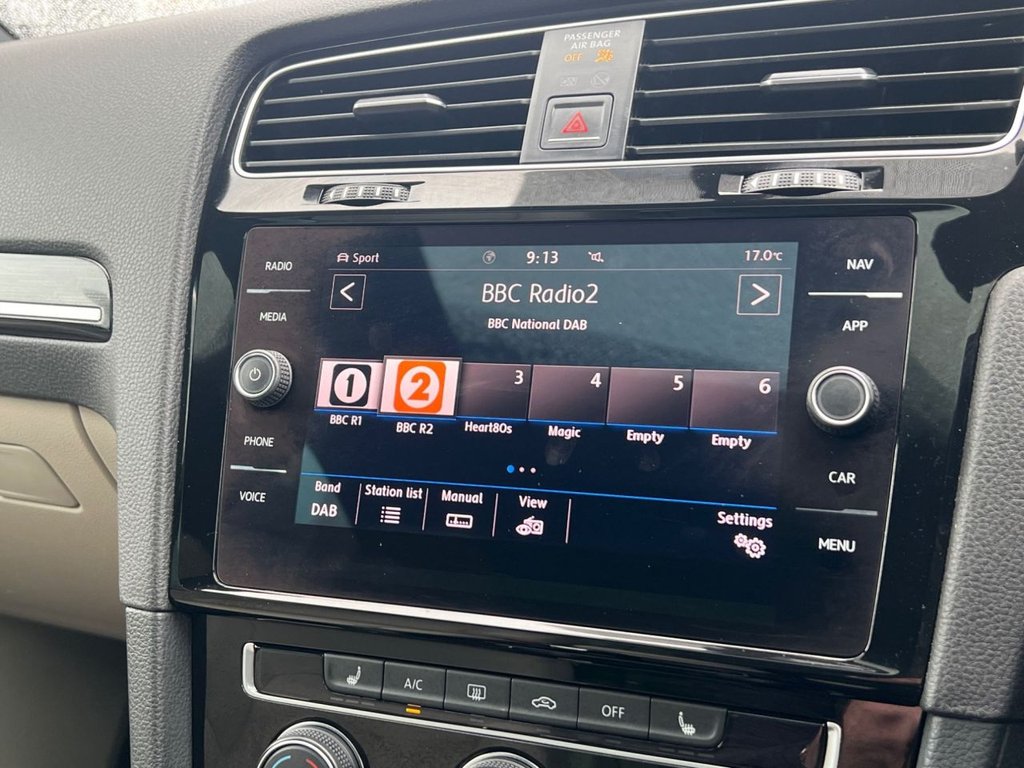 PASSENGER
AIR BAG
OFF
RADIO
MEDIA
PHONE
VOICE
Sport 9:13 17.0°C
BBC Radio2
BBC National DAB
1 2 3 4 5 6
BBC R1 BBC R2 Heart80s Magic Empty Empty
Band Station list Manual View Settings
DAB
NAV
APP
CAR
MENU
A/C OFF